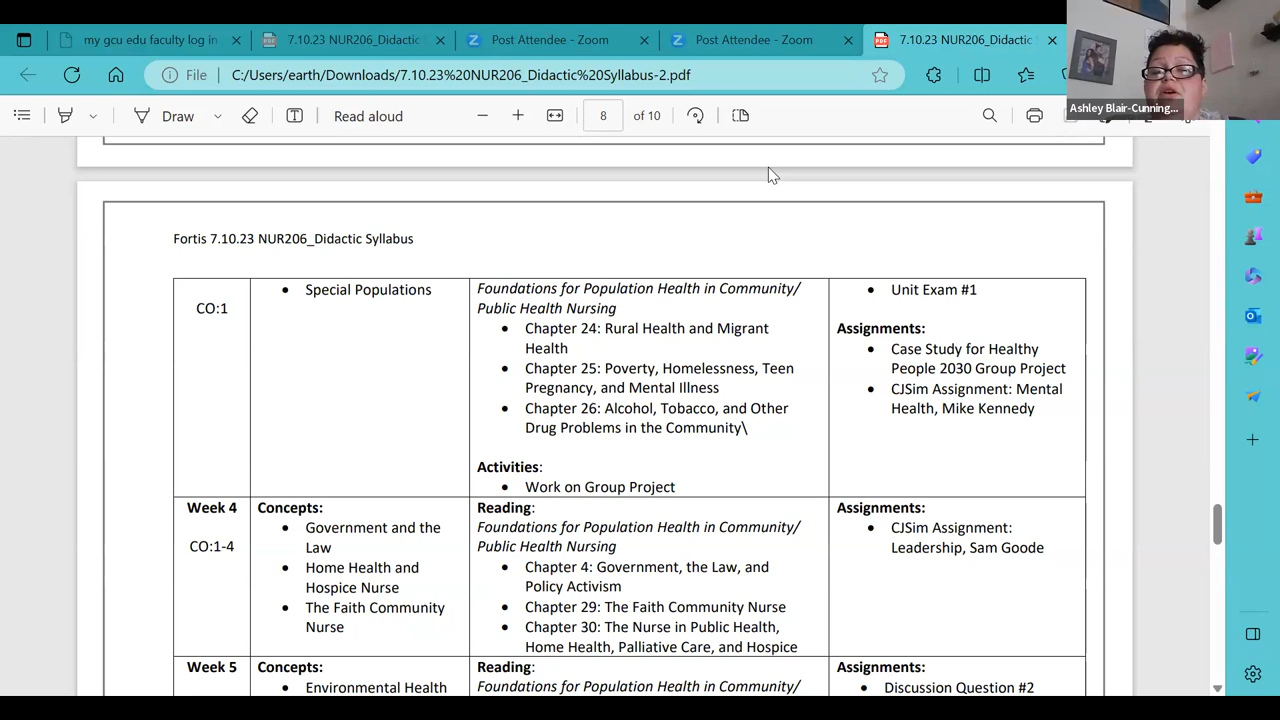 my gcu edu faculty log in
7.10.23 NUR206_Didactic
Post Attendee - Zoom
Post Attendee - Zoom
7.10.23 NUR206_Didactic
File
C:/Users/earth/Downloads/7.10.23%20NUR206_Didactic%20Syllabus-2.pdf
Ashley Blair-Cunning...
Draw
Read aloud
8 of 10
Fortis 7.10.23 NUR206_Didactic Syllabus
CO:1
• Special Populations
Foundations for Population Health in Community/
Public Health Nursing
• Chapter 24: Rural Health and Migrant
Health
• Chapter 25: Poverty, Homelessness, Teen
Pregnancy, and Mental Illness
• Chapter 26: Alcohol, Tobacco, and Other
Drug Problems in the Community\
Activities:
• Work on Group Project
• Unit Exam #1
Assignments:
• Case Study for Healthy
People 2030 Group Project
• CJSim Assignment: Mental
Health, Mike Kennedy
Week 4
CO:1-4
Concepts:
• Government and the
Law
• Home Health and
Hospice Nurse
• The Faith Community
Nurse
Reading:
Foundations for Population Health in Community/
Public Health Nursing
• Chapter 4: Government, the Law, and
Policy Activism
• Chapter 29: The Faith Community Nurse
• Chapter 30: The Nurse in Public Health,
Home Health, Palliative Care, and Hospice
Assignments:
• CJSim Assignment:
Leadership, Sam Goode
Week 5
Concepts:
• Environmental Health
Reading:
Foundations for Population Health in Community/
Assignments:
• Discussion Question #2